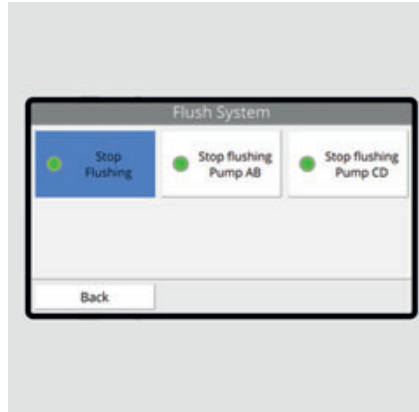 Flush System
Stop
Flushing
Stop flushing
Pump AB
Stop flushing
Pump CD
Back